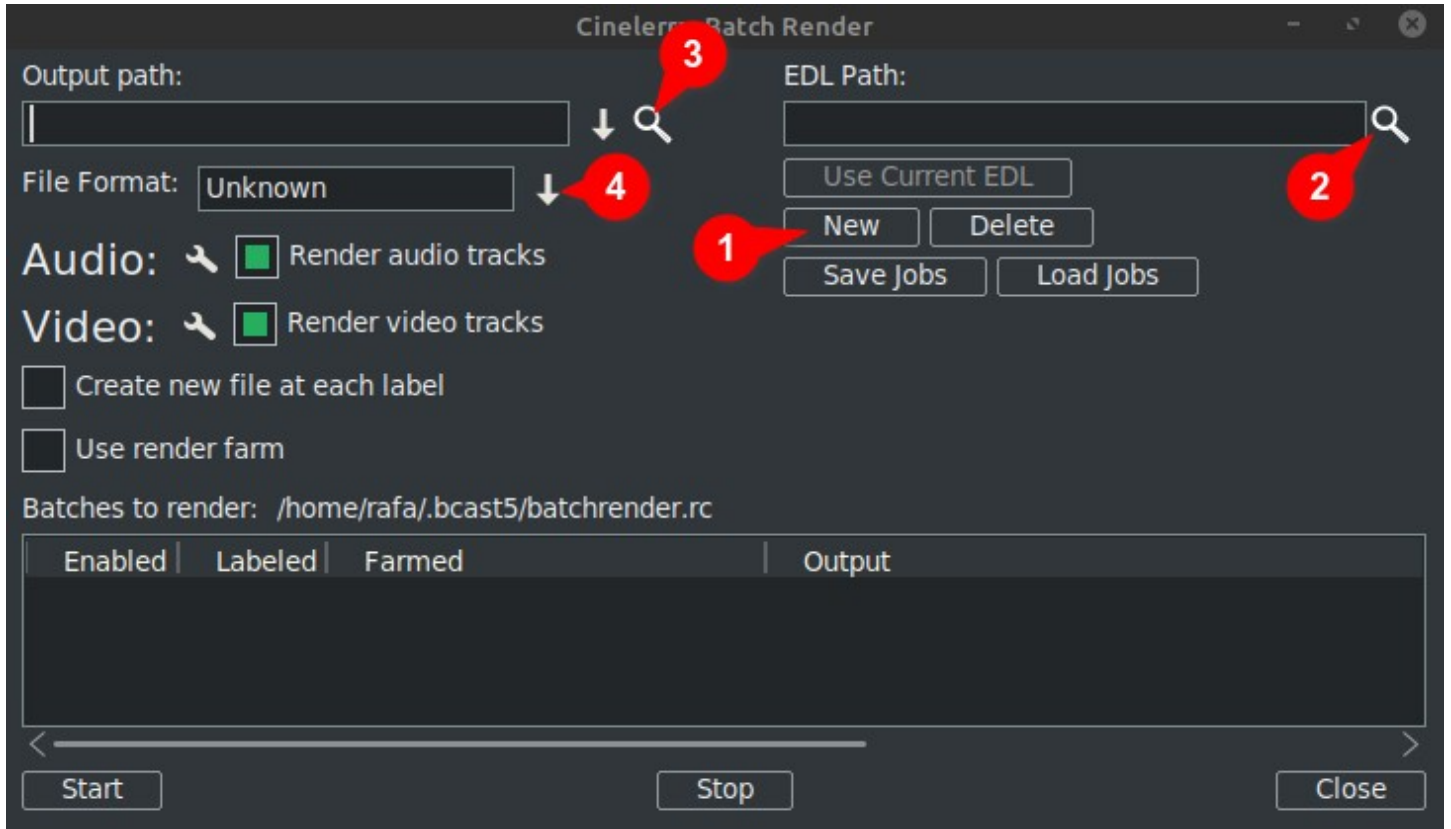 Cinelerra: Batch Render
Output path:
EDL Path:
3
File Format:
Unknown
4
Use Current EDL
2
1
New
Delete
Audio:
Render audio tracks
Save Jobs
Load Jobs
Video:
Render video tracks
Create new file at each label
Use render farm
Batches to render: /home/rafa/.bcast5/batchrender.rc
Enabled Labeled Farmed Output
Start
Stop
Close